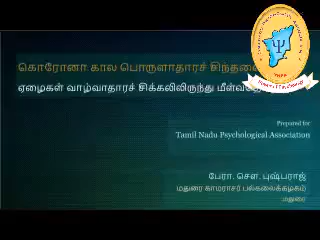 கொரோனா கால பொருளாதாரச் சிந்தனை
ஏழைகள் வாழ்வாதாரச் சிக்கலிலிருந்து
Prepared for
Tamil Nadu Psychological Association
பேரா. சௌ. புஷ்பராஜ்
மதுரை காமராசர் பல்கலைக்கழகம்
மதுரை